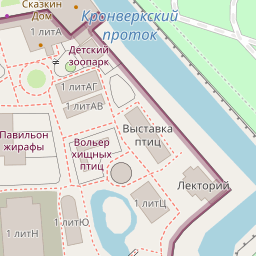 Сказкин
Дом
Кронверкский
проток
1 литА
Детский
зоопарк
1 литАГ
1 литАВ
Павильон
жирафы
Выставка
птиц
Вольер
хищных
птиц
Лекторий
1 литЦ
1 литЮ
1 литН